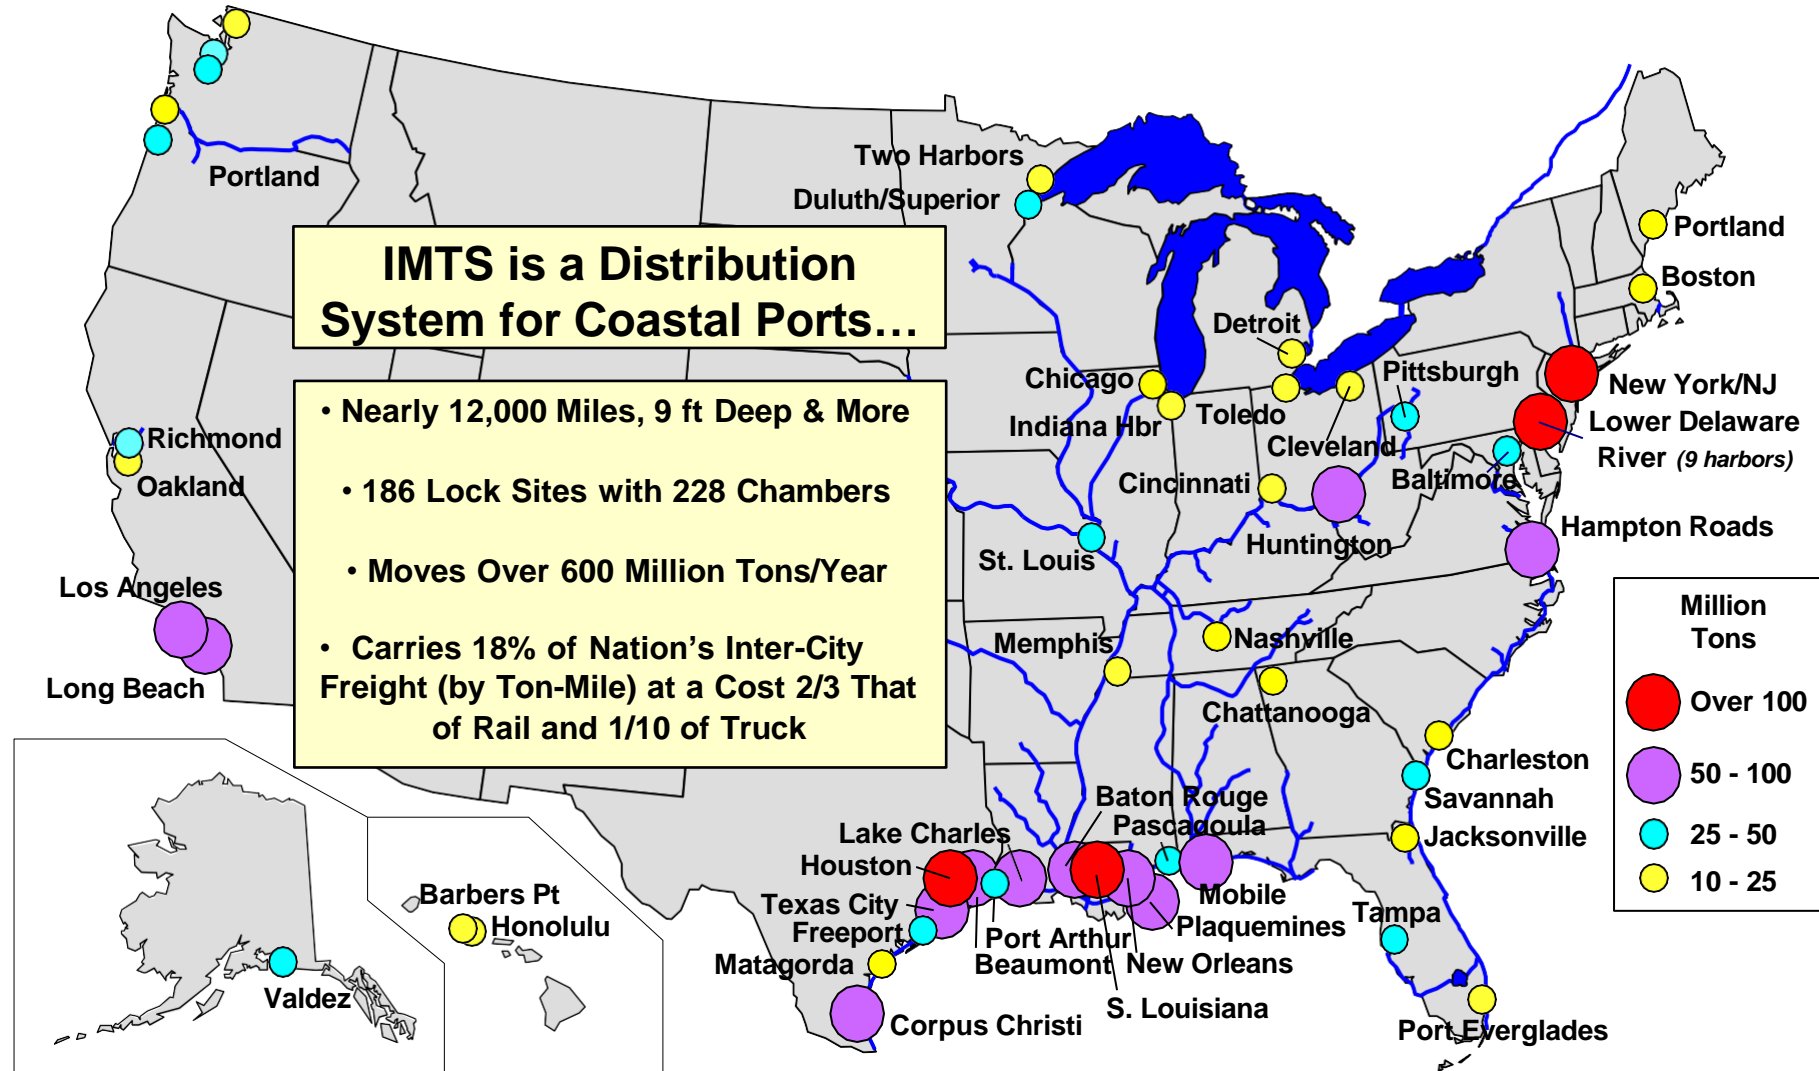 Two Harbors
Duluth/Superior
Portland
Portland
Boston
IMTS is a Distribution
System for Coastal Ports…
• Nearly 12,000 Miles, 9 ft Deep & More
• 186 Lock Sites with 228 Chambers
• Moves Over 600 Million Tons/Year
• Carries 18% of Nation’s Inter-City
Freight (by Ton-Mile) at a Cost 2/3 That
of Rail and 1/10 of Truck
Detroit
Chicago
Indiana Hbr
Toledo
Cleveland
Pittsburgh
New York/NJ
Lower Delaware
River (9 harbors)
Baltimore
Richmond
Oakland
Cincinnati
Huntington
Hampton Roads
St. Louis
Los Angeles
Long Beach
Memphis
Nashville
Chattanooga
Million
Tons
Over 100
50 - 100
25 - 50
10 - 25
Charleston
Savannah
Jacksonville
Baton Rouge
Pascagoula
Lake Charles
Houston
Texas City
Freeport
Matagorda
Corpus Christi
Port Arthur
Beaumont
Mobile
Plaquemines
New Orleans
S. Louisiana
Tampa
Port Everglades
Barbers Pt
Honolulu
Valdez